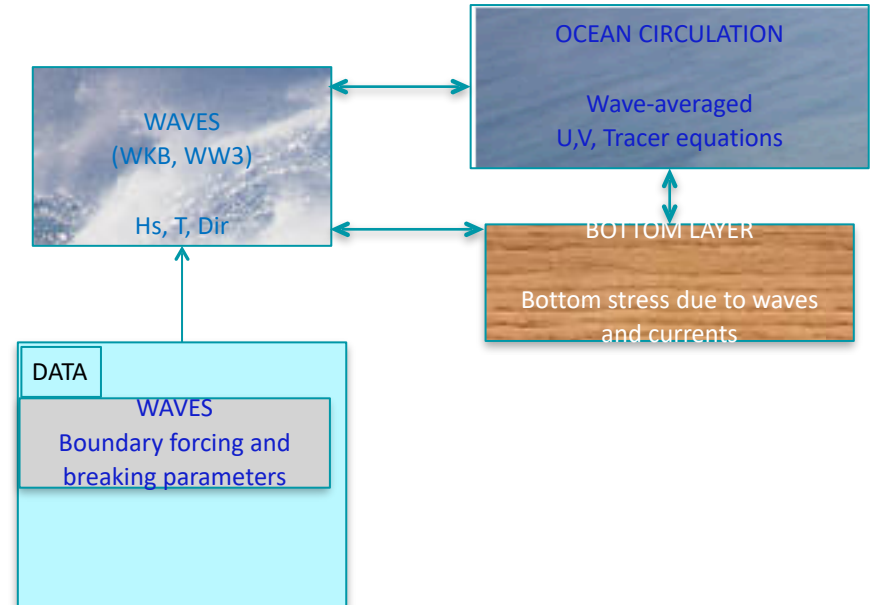 OCEAN CIRCULATION
Wave-averaged
U,V, Tracer equations
WAVES
(WKB, WW3)
Hs, T, Dir
BOTTOM LAYER
Bottom stress due to waves
and currents
DATA
WAVES
Boundary forcing and
breaking parameters